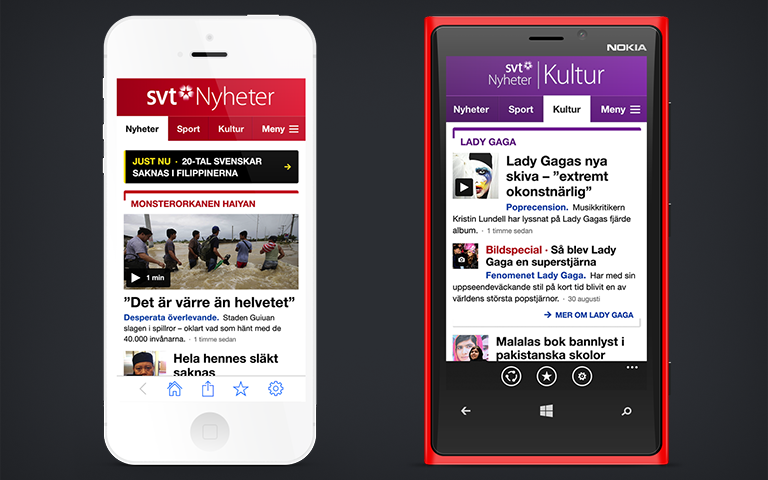 svt Nyheter
Nyheter Sport Kultur Meny
JUST NU · 20-TAL SVENSKAR
SAKNAS I FILIPPINERNA
MONSTERORKANEN HAIYAN
1 min
”Det är värre än helvetet”
Desperata överlevande. Staden Guiuan
slagen i spillror – oklart vad som hänt med de
40.000 invånarna. · 1 timme sedan
Hela hennes släkt
saknas
NOKIA
svt
Nyheter Kultur
Nyheter Sport Kultur Meny
LADY GAGA
Lady Gagas nya
skiva – ”extremt
okonstnärlig”
Poprecension. Musikkritikern
Kristin Lundell har lyssnat på Lady Gagas fjärde
album. · 1 timme sedan
Bildspecial · Så blev Lady
Gaga en superstjärna
Fenomenet Lady Gaga. Har med sin
uppseendeväckande stil på kort tid blivit en av
världens största popstjärnor. · 30 augusti
MER OM LADY GAGA
Malalas bok bannlyst i
pakistanska skolor